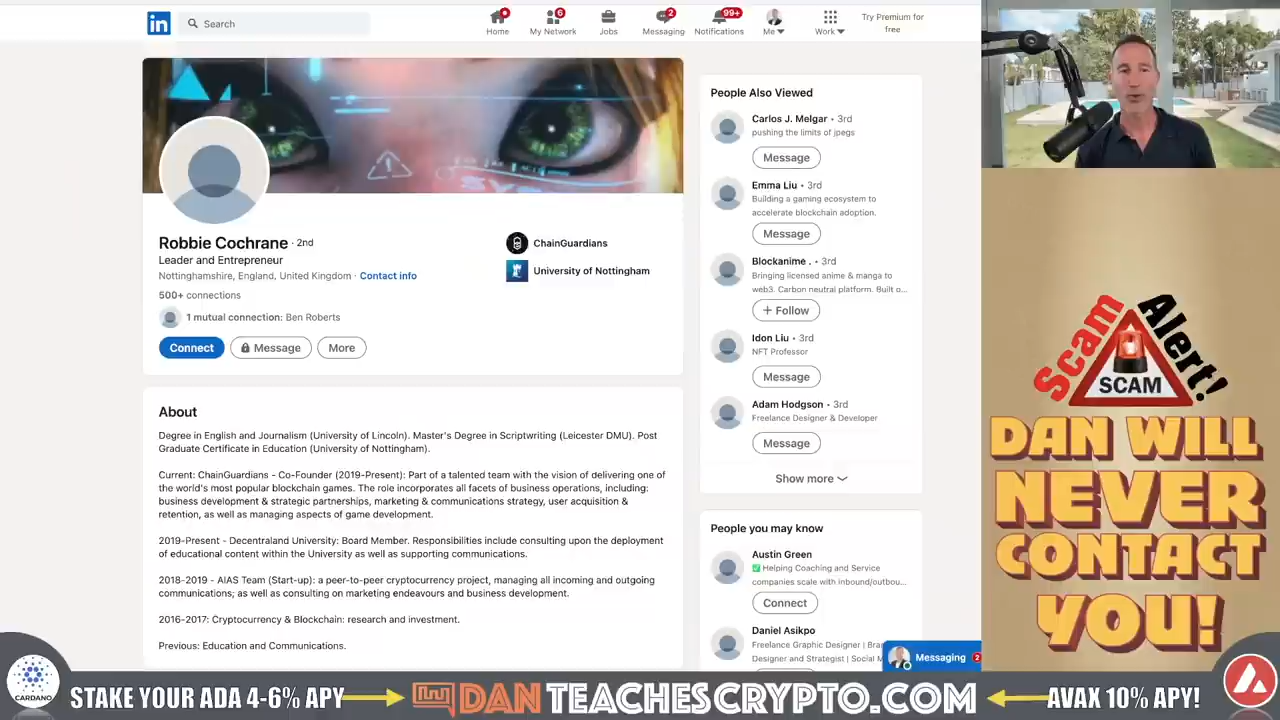 in
Search
6
2
99+
Home
My Network
Jobs
Messaging
Notifications
Me
Work
Try Premium for
free
Robbie Cochrane · 2nd
Leader and Entrepreneur
Nottinghamshire, England, United Kingdom · Contact info
500+ connections
1 mutual connection: Ben Roberts
Connect
Message
More
ChainGuardians
University of Nottingham
About
Degree in English and Journalism (University of Lincoln). Master's Degree in Scriptwriting (Leicester DMU). Post
Graduate Certificate in Education (University of Nottingham).
Current: ChainGuardians - Co-Founder (2019-Present): Part of a talented team with the vision of delivering one of
the world's most popular blockchain games. The role incorporates all facets of business operations, including:
business development & strategic partnerships, marketing & communications strategy, user acquisition &
retention, as well as managing aspects of game development.
2019-Present - Decentraland University: Board Member. Responsibilities include consulting upon the deployment
of educational content within the University as well as supporting communications.
2018-2019 - AIAS Team (Start-up): a peer-to-peer cryptocurrency project, managing all incoming and outgoing
communications; as well as consulting on marketing endeavours and business development.
2016-2017: Cryptocurrency & Blockchain: research and investment.
Previous: Education and Communications.
People Also Viewed
Carlos J. Melgar • 3rd
pushing the limits of jpegs
Message
Emma Liu • 3rd
Building a gaming ecosystem to
accelerate blockchain adoption.
Message
Blockanime . • 3rd
Bringing licensed anime & manga to
web3. Carbon neutral platform. Built o...
+ Follow
Idon Liu • 3rd
NFT Professor
Message
Adam Hodgson • 3rd
Freelance Designer & Developer
Message
Show more
People you may know
Austin Green
✅ Helping Coaching and Service
companies scale with inbound/outbou...
Connect
Daniel Asikpo
Freelance Graphic Designer | Bra
Designer and Strategist | Social M
Messaging
2
Scam Alert!
SCAM
DAN WILL
NEVER
CONTACT
YOU!
CARDANO
STAKE YOUR ADA 4-6% APY
DANTEACHESCRYPTO.COM
AVAX 10% APY!